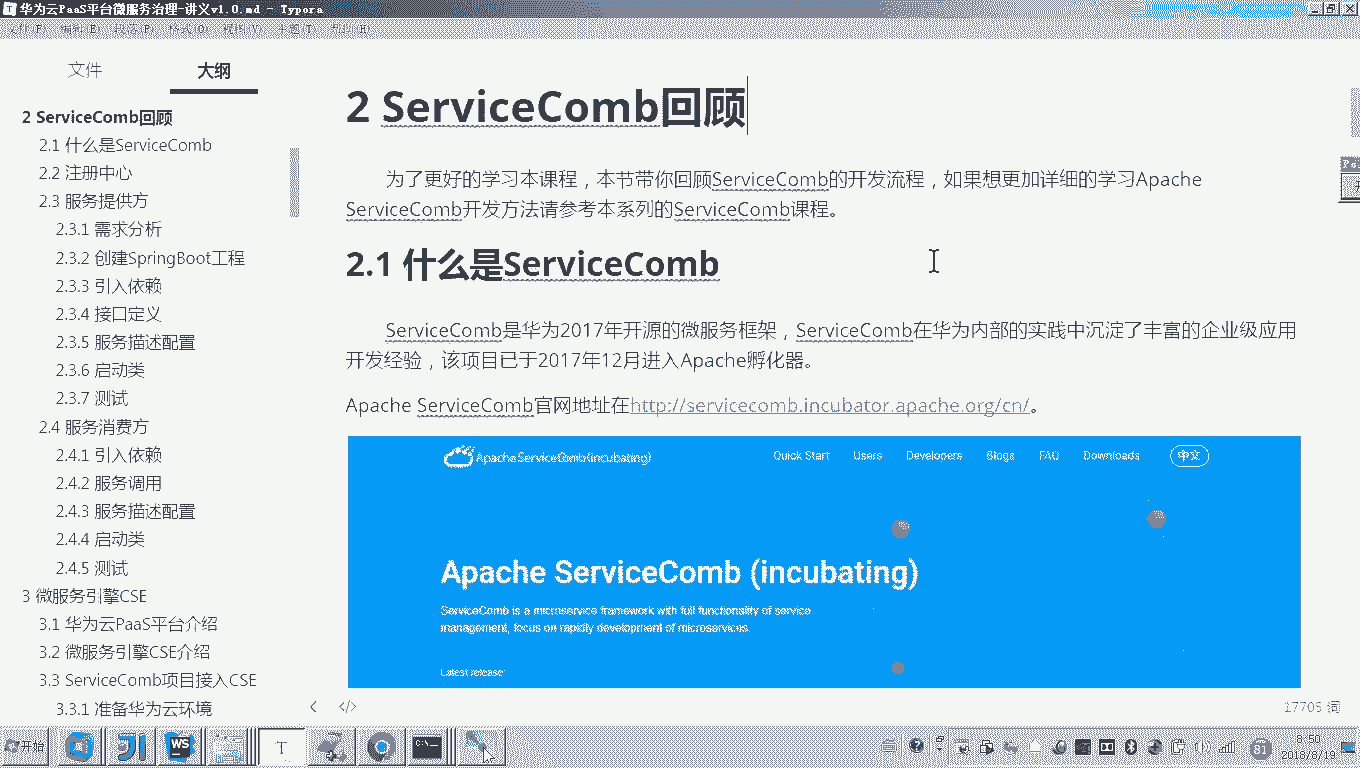 华为云PaaS平台微服务治理-讲义v1.0.md - Typora
文件
大纲
2 ServiceComb回顾
2.1 什么是ServiceComb
2.2 注册中心
2.3 服务提供方
2.3.1 需求分析
2.3.2 创建SpringBoot工程
2.3.3 引入依赖
2.3.4 接口定义
2.3.5 服务描述配置
2.3.6 启动类
2.3.7 测试
2.4 服务消费方
2.4.1 引入依赖
2.4.2 服务调用
2.4.3 服务描述配置
2.4.4 启动类
2.4.5 测试
3 微服务引擎CSE
3.1 华为云PaaS平台介绍
3.2 微服务引擎CSE介绍
3.3 ServiceComb项目接入CSE
3.3.1 准备华为云环境
2 ServiceComb回顾
为了更好的学习本课程，本节带你回顾ServiceComb的开发流程，如果想更加详细的学习Apache
ServiceComb开发方法请参考本系列的ServiceComb课程。
2.1 什么是ServiceComb
ServiceComb是华为2017年开源的微服务框架，ServiceComb在华为内部的实践中沉淀了丰富的企业级应用
开发经验，该项目已于2017年12月进入Apache孵化器。
Apache ServiceComb官网地址在http://servicecomb.incubator.apache.org/cn/。
Apache ServiceComb(incubating)
Quick Start Users Developers Blogs FAQ Downloads 中文
Apache ServiceComb (incubating)
ServiceComb is a microservice framework with full functionality of service
management, focus on rapidly development of microservices.
Latest release:
17705 词
开始
WS
T
81
8:50
2018/6/19